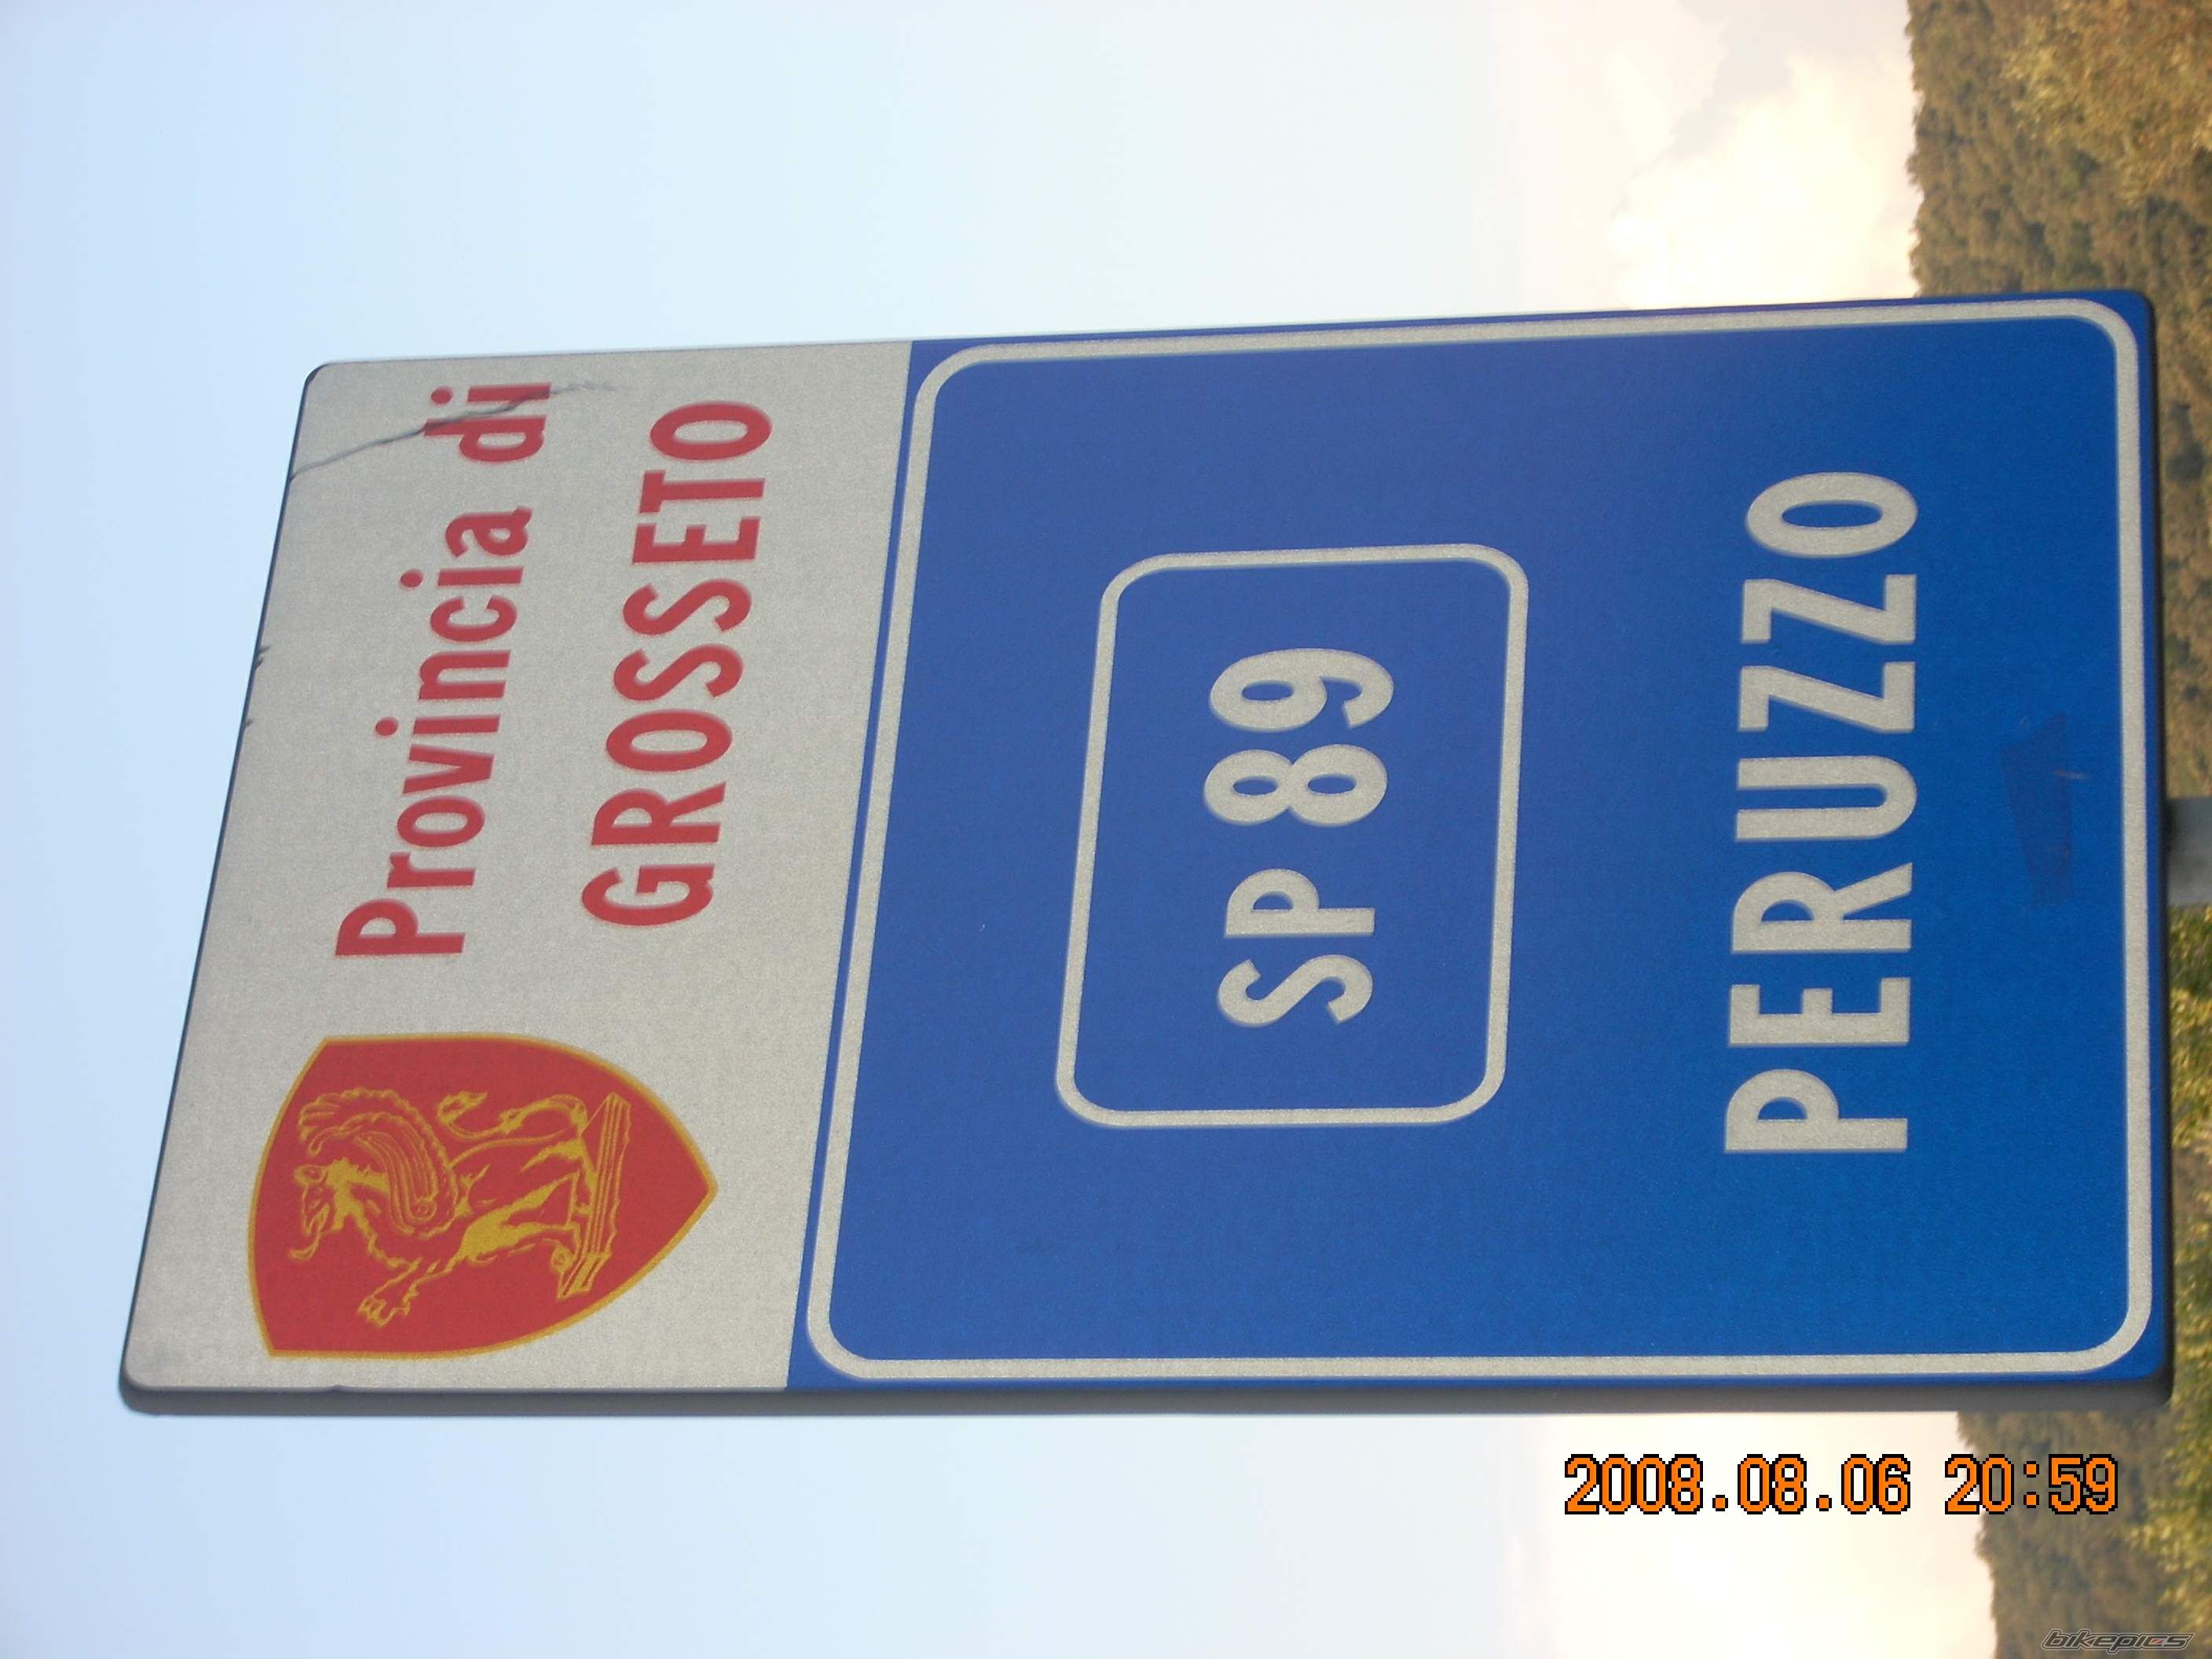 Provincia di
GROSSETO
SP 89
PERUZZO
2008.08.06 20:59
bikepics